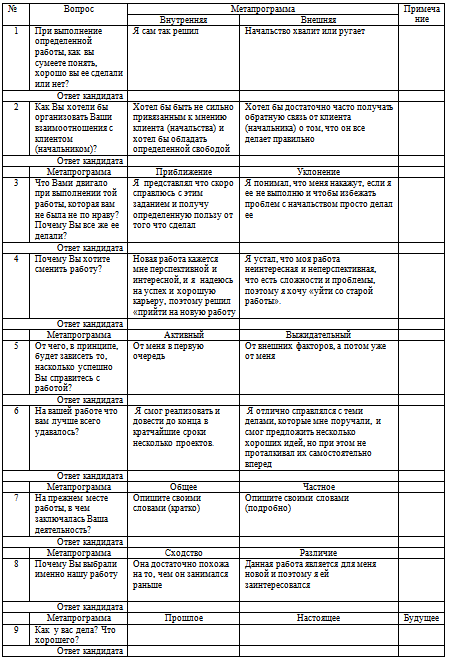 № Вопрос Метапрограмма Примеча
Внутренняя Внешняя ние
1 При выполнение Я сам так решил Начальство хвалит или ругает
определенной
работы, как вы
сумеете понять,
хорошо вы ее сделали
или нет?
Ответ кандидата
2 Как Вы хотели бы Хотел бы быть не сильно Хотел бы достаточно часто получать
организовать Ваши привязанным к мнению обратную связь от клиента
взаимоотношения с клиента (начальства) и (начальника) о том, что он все
клиентом хотел бы обладать делает правильно
(начальником)? определенной свободой
Ответ кандидата
Метапрограмма Приближение Уклонение
3 Что Вами двигало Я представлял что скоро Я понимал, что меня накажут, если я
при выполнении той справлюсь с этим ее не выполню и чтобы избежать
работы, которая вам заданием и получу проблем с начальством просто делал
не была не по нраву? определенную пользу от ее
Почему Вы все же ее того что сделал
делали?
Ответ кандидата
4 Почему Вы хотите Новая работа кажется Я устал, что моя работа
сменить работу? мне перспективной и неинтересная и неперспективная,
интересной, и я надеюсь что есть сложности и проблемы,
на успех и хорошую поэтому я хочу «уйти со старой
карьеру, поэтому решил работы».
«прийти на новую работу
Ответ кандидата
Метапрограмма Активный Выжидательный
5 От чего, в принципе, От меня в первую От внешних факторов, а потом уже
будет зависеть то, очередь от меня
насколько успешно
Вы справитесь с
работой?
Ответ кандидата
6 На вашей работе что Я смог реализовать и Я отлично справлялся с теми
вам лучше всего довести до конца в делами, которые мне поручали, и
удавалось? кратчайшие сроки смог предложить несколько
несколько проектов. хороших идей, но при этом не
проталкивал их самостоятельно
вперед
Ответ кандидата
Метапрограмма Общее Частное
7 На прежнем месте Опишите своими Опишите своими словами
работы, в чем словами (кратко) (подробно)
заключалась Ваша
деятельность?
Ответ кандидата
Метапрограмма Сходство Различие
8 Почему Вы выбрали Она достаточно похожа Данная работа является для меня
именно нашу работу на то, чем он занимался новой и поэтому я ей
раньше заинтересовался
Ответ кандидата
Метапрограмма Прошлое Настоящее Будущее
9 Как у вас дела? Что
хорошего?
Ответ кандидата